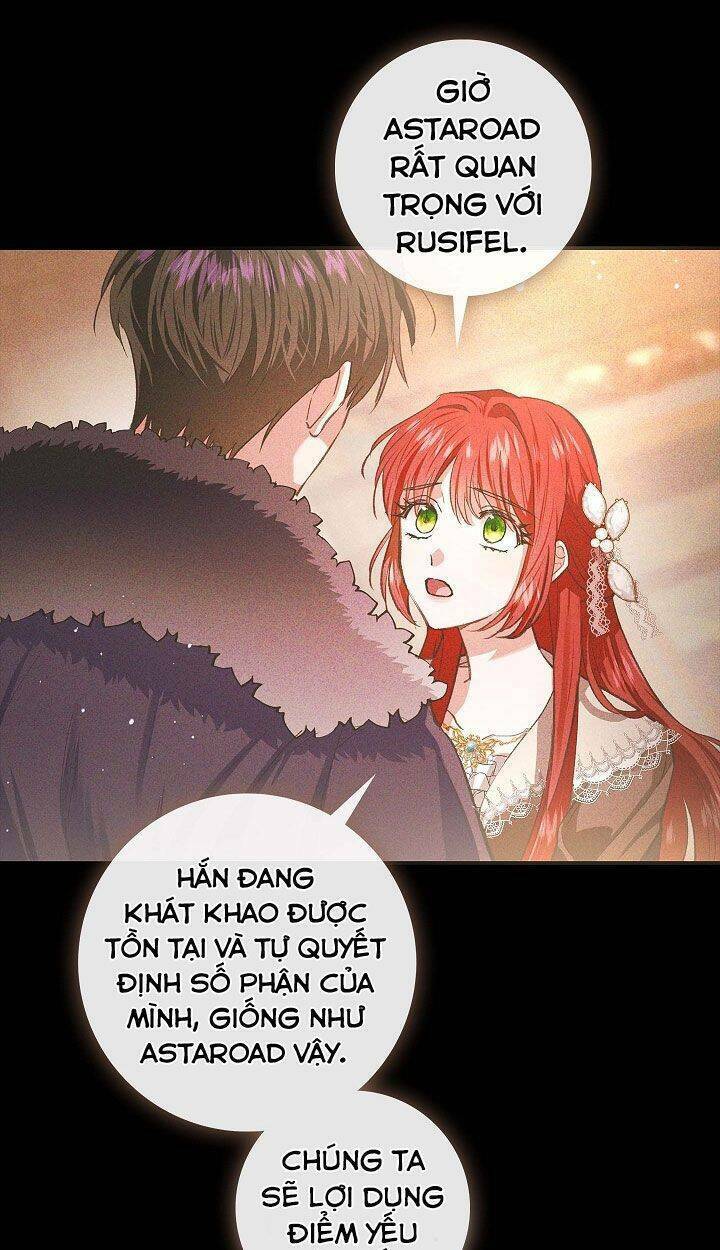 GIỜ
ASTAROAD
RẤT QUAN
TRỌNG VỚI
RUSIFEL.
HẮN ĐANG
KHÁT KHAO ĐƯỢC
TỒN TẠI VÀ TỰ QUYẾT
ĐỊNH SỐ PHẬN CỦA
MÌNH, GIỐNG NHƯ
ASTAROAD VẬY.
CHÚNG TA
SẼ LỢI DỤNG
ĐIỂM YẾU